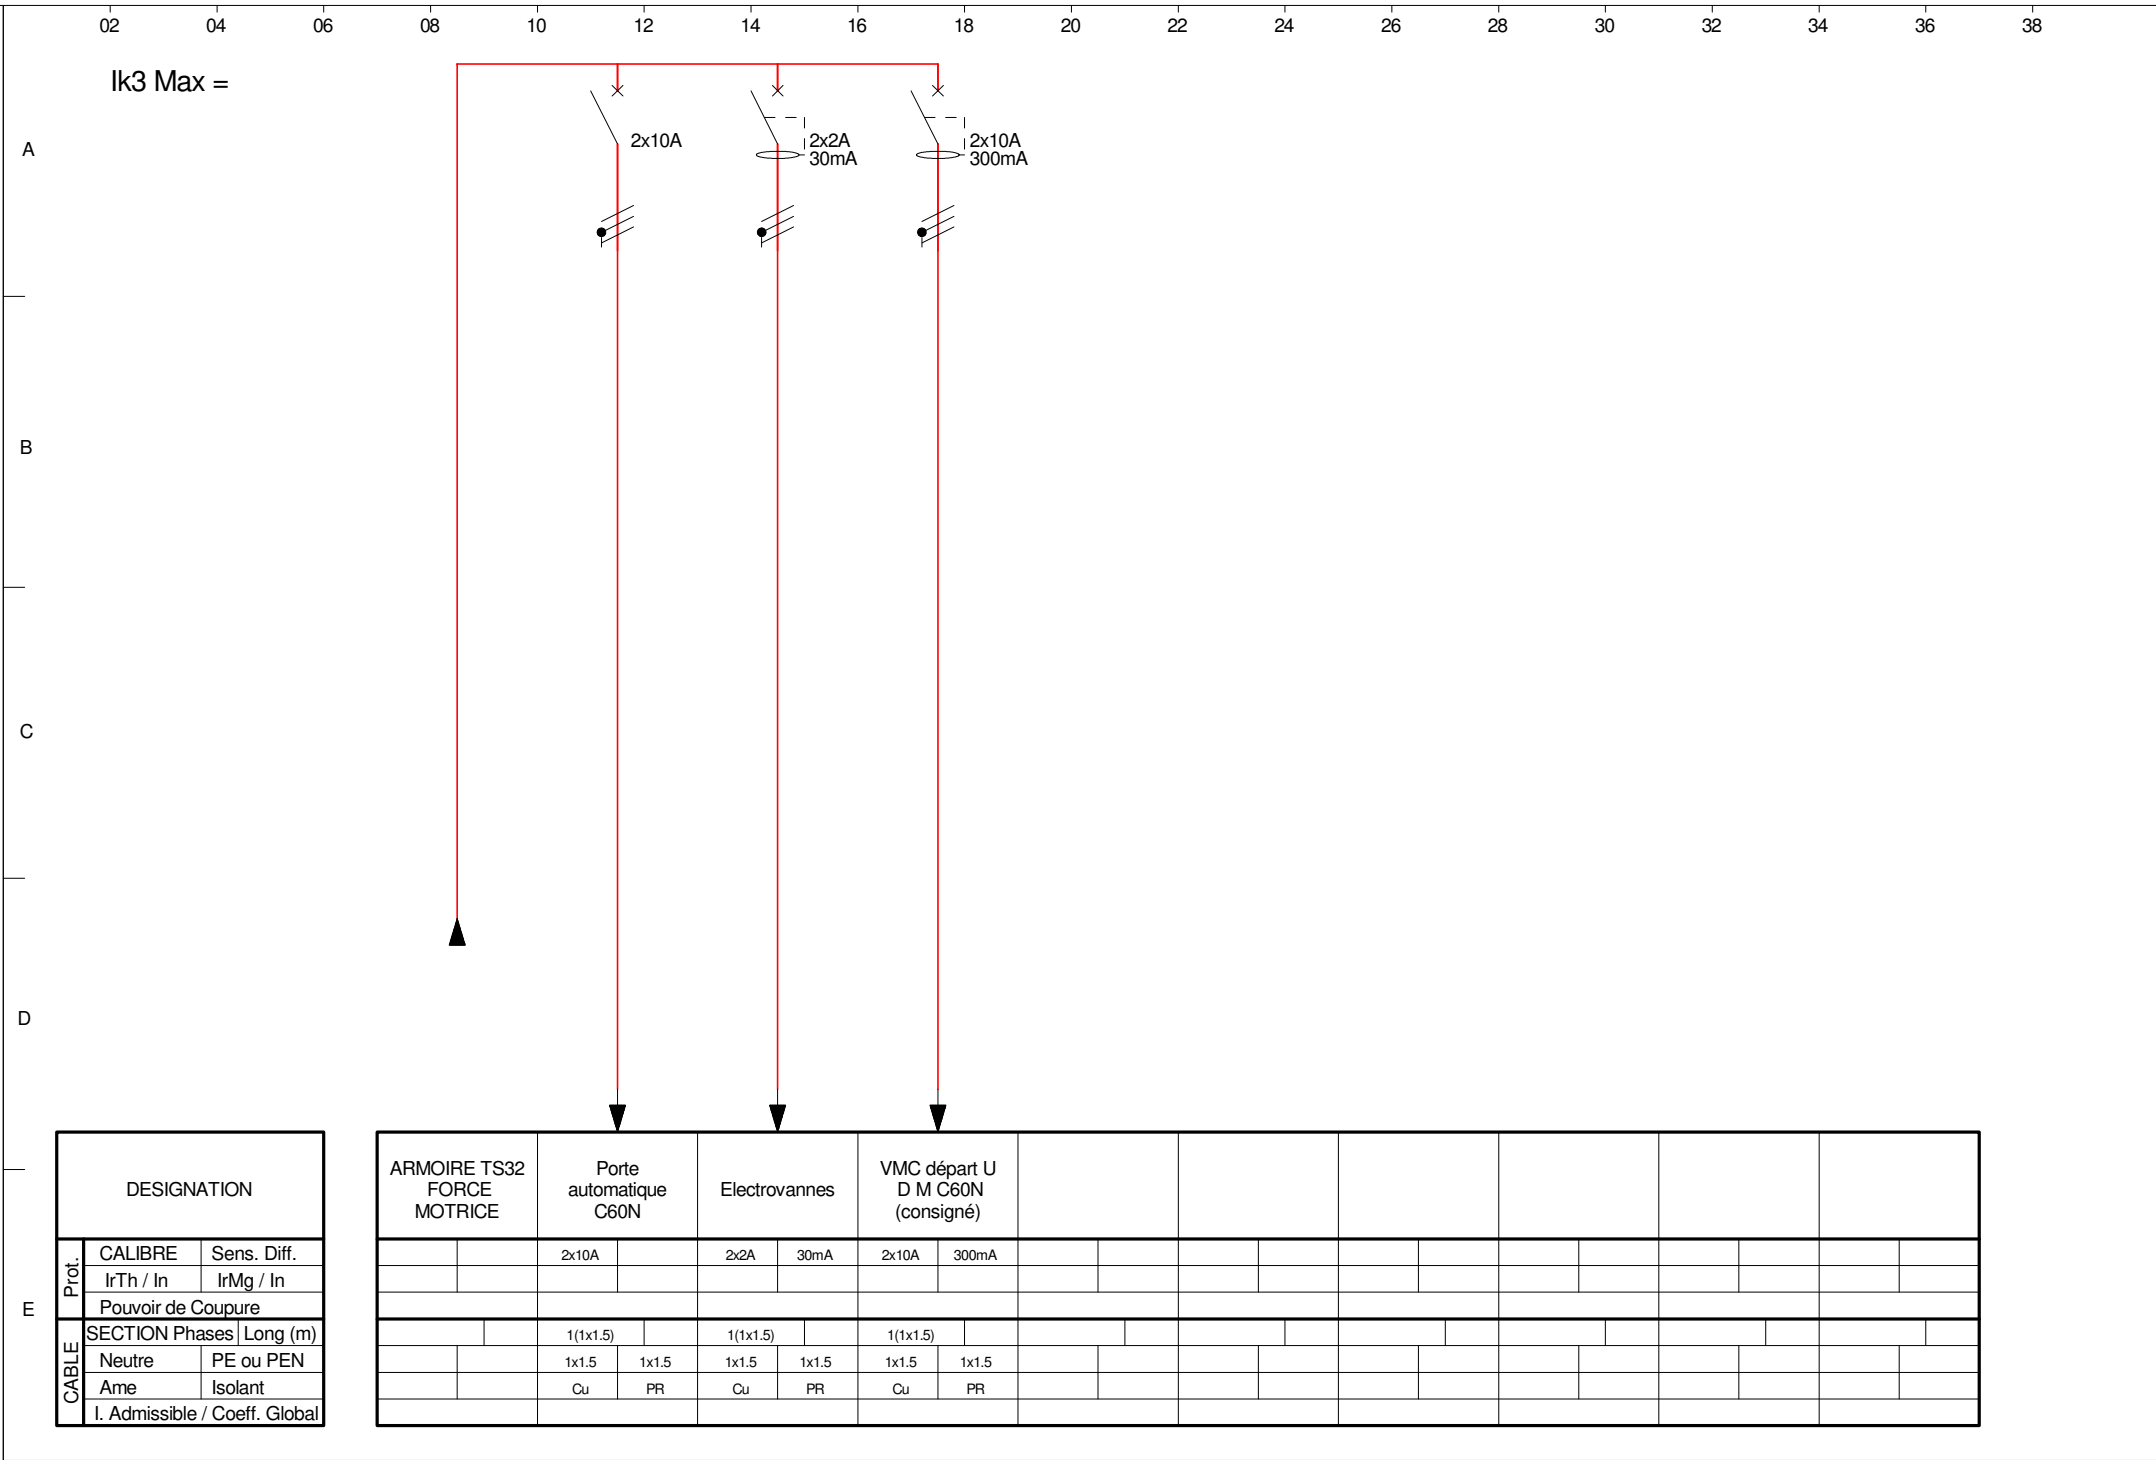 02 04 06 08 10 12 14 16 18 20 22 24 26 28 30 32 34 36 38
Ik3 Max =
A
2x10A
2x2A
30mA
2x10A
300mA
B
C
D
E
DESIGNATION
ARMOIRE TS32
FORCE
MOTRICE
Porte
automatique
C60N
Electrovannes
VMC départ U
D M C60N
(consigné)
Prot.
CALIBRE Sens. Diff. 2x10A 2x2A 30mA 2x10A 300mA
IrTh / In IrMg / In
Pouvoir de Coupure
CABLE
SECTION Phases Long (m) 1(1x1.5) 1(1x1.5) 1(1x1.5)
Neutre PE ou PEN 1x1.5 1x1.5 1x1.5 1x1.5 1x1.5 1x1.5
Ame Isolant Cu PR Cu PR Cu PR
I. Admissible / Coeff. Global